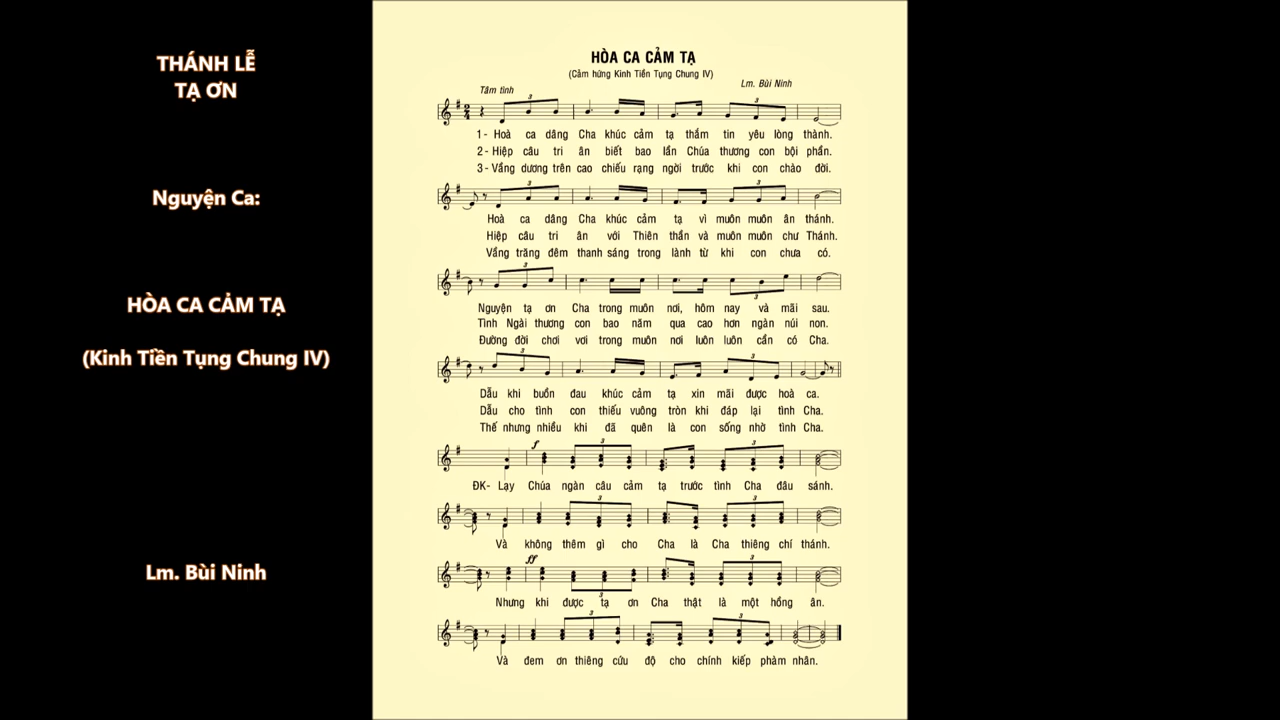 THÁNH LỄ
TẠ ƠN
Nguyện Ca:
HÒA CA CẢM TẠ
(Kinh Tiền Tụng Chung IV)
Lm. Bùi Ninh
HÒA CA CẢM TẠ
(Cảm hứng Kinh Tiền Tụng Chung IV)
Tâm tình
Lm. Bùi Ninh
1- Hoà ca dâng Cha khúc cảm tạ thắm tin yêu lòng thành.
2- Hiệp câu tri ân biết bao lần Chúa thương con bội phần.
3- Vầng dương trên cao chiếu rạng ngời trước khi con chào đời.
Hoà ca dâng Cha khúc cảm tạ vì muôn muôn ân thánh.
Hiệp câu tri ân với Thiên thần và muôn muôn chư Thánh.
Vầng trăng đêm thanh sáng trong lành từ khi con chưa có.
Nguyện tạ ơn Cha trong muôn nơi, hôm nay và mãi sau.
Tình Ngài thương con bao năm qua cao hơn ngàn núi non.
Đường đời chơi vơi trong muôn nơi luôn luôn cần có Cha.
Dẫu khi buồn đau khúc cảm tạ xin mãi được hoà ca.
Dẫu cho tình con thiếu vuông tròn khi đáp lại tình Cha.
Thế nhưng nhiều khi đã quên là con sống nhờ tình Cha.
f
ĐK- Lạy Chúa ngàn câu cảm tạ trước tình Cha đâu sánh.
Và không thêm gì cho Cha là Cha thiêng chí thánh.
ff
Nhưng khi được tạ ơn Cha thật là một hồng ân.
Và đem ơn thiêng cứu độ cho chính kiếp phàm nhân.